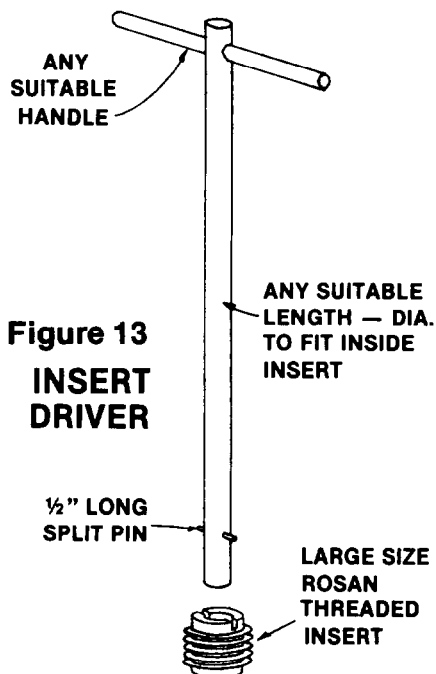 ANY
SUITABLE
HANDLE
ANY SUITABLE
LENGTH — DIA.
TO FIT INSIDE
INSERT
Figure 13
INSERT
DRIVER
½” LONG
SPLIT PIN
LARGE SIZE
ROSAN
THREADED
INSERT